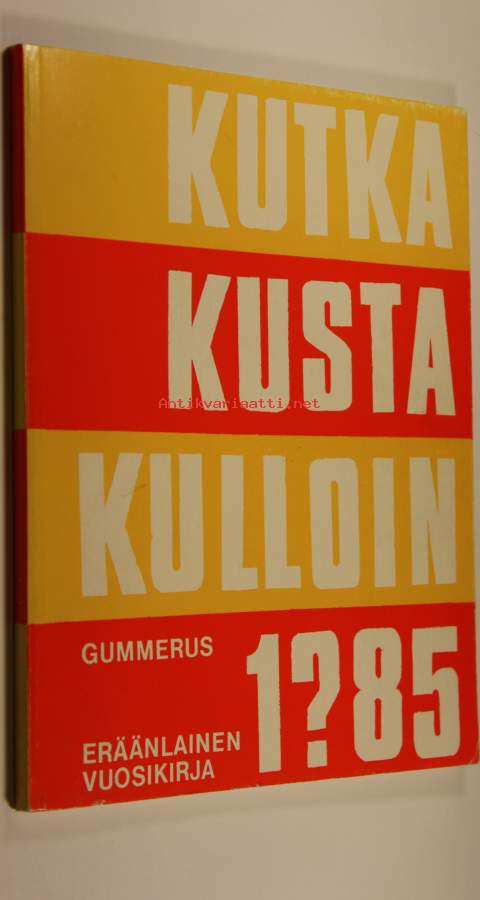 KUTKA
KUSTA
Antikvariaatti.net
KULLOIN
GUMMERUS
1?85
ERÄÄNLAINEN
VUOSIKIRJA